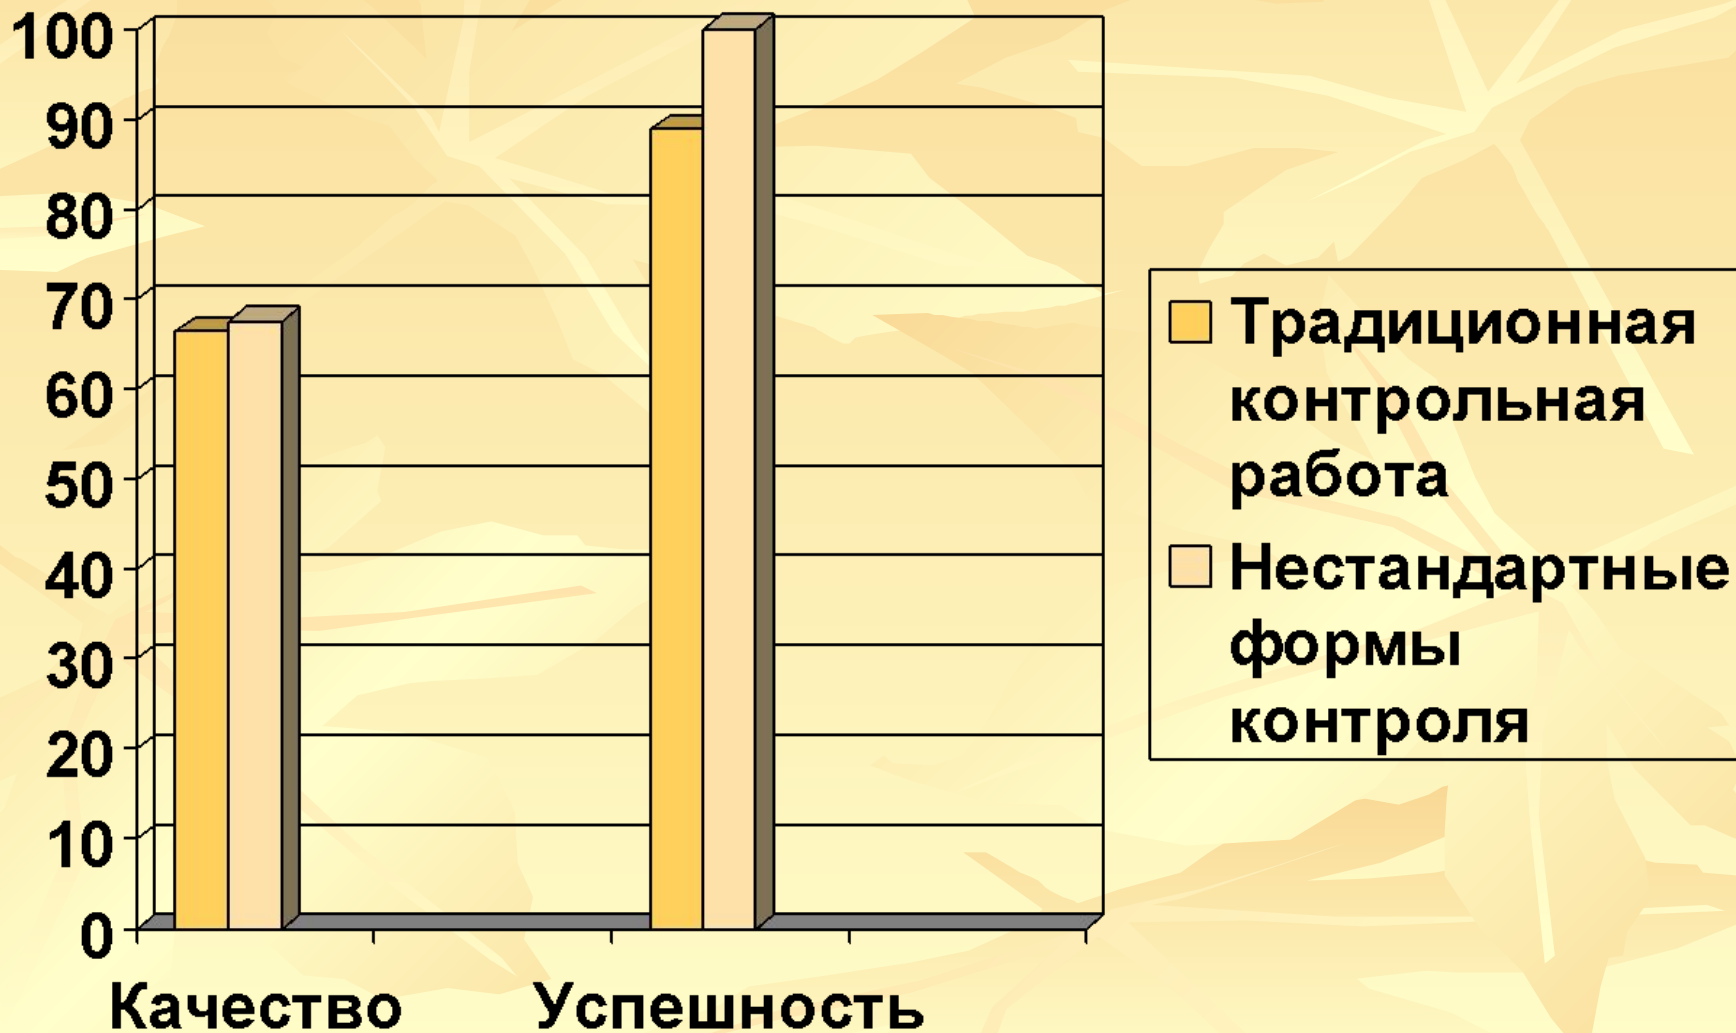 100
90
80
70
60
50
40
30
20
10
0
Качество
Успешность
Традиционная
контрольная
работа
Нестандартные
формы
контроля